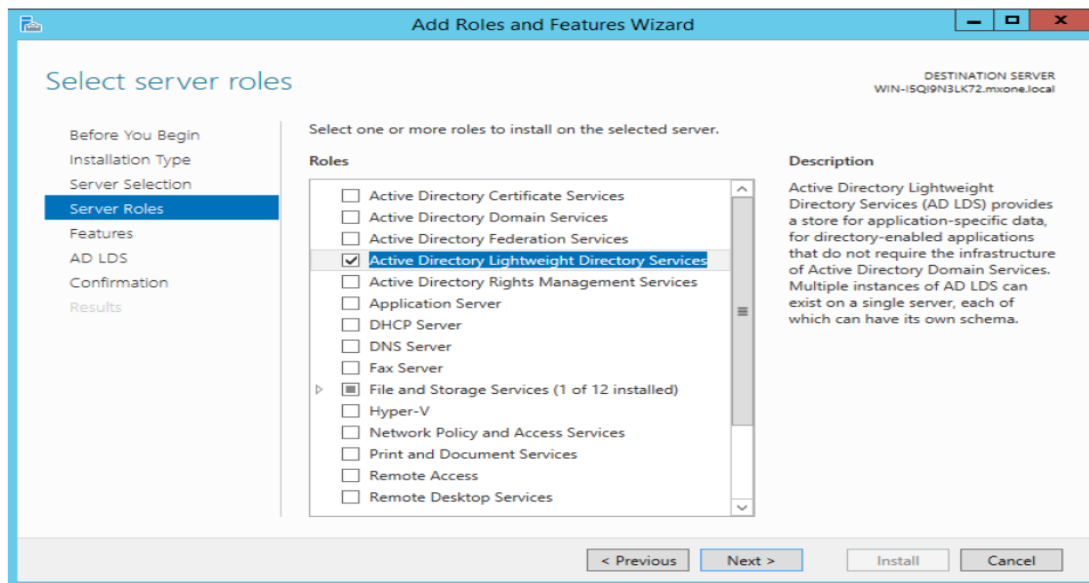 Add Roles and Features Wizard
Select server roles
DESTINATION SERVER
WIN-I5QI9N3LK72.mxone.local
Before You Begin
Installation Type
Server Selection
Server Roles
Features
AD LDS
Confirmation
Results
Select one or more roles to install on the selected server.
Roles
Active Directory Certificate Services
Active Directory Domain Services
Active Directory Federation Services
Active Directory Lightweight Directory Services
Active Directory Rights Management Services
Application Server
DHCP Server
DNS Server
Fax Server
File and Storage Services (1 of 12 installed)
Hyper-V
Network Policy and Access Services
Print and Document Services
Remote Access
Remote Desktop Services
Description
Active Directory Lightweight
Directory Services (AD LDS) provides
a store for application-specific data,
for directory-enabled applications
that do not require the infrastructure
of Active Directory Domain Services.
Multiple instances of AD LDS can
exist on a single server, each of
which can have its own schema.
< Previous
Next >
Install
Cancel